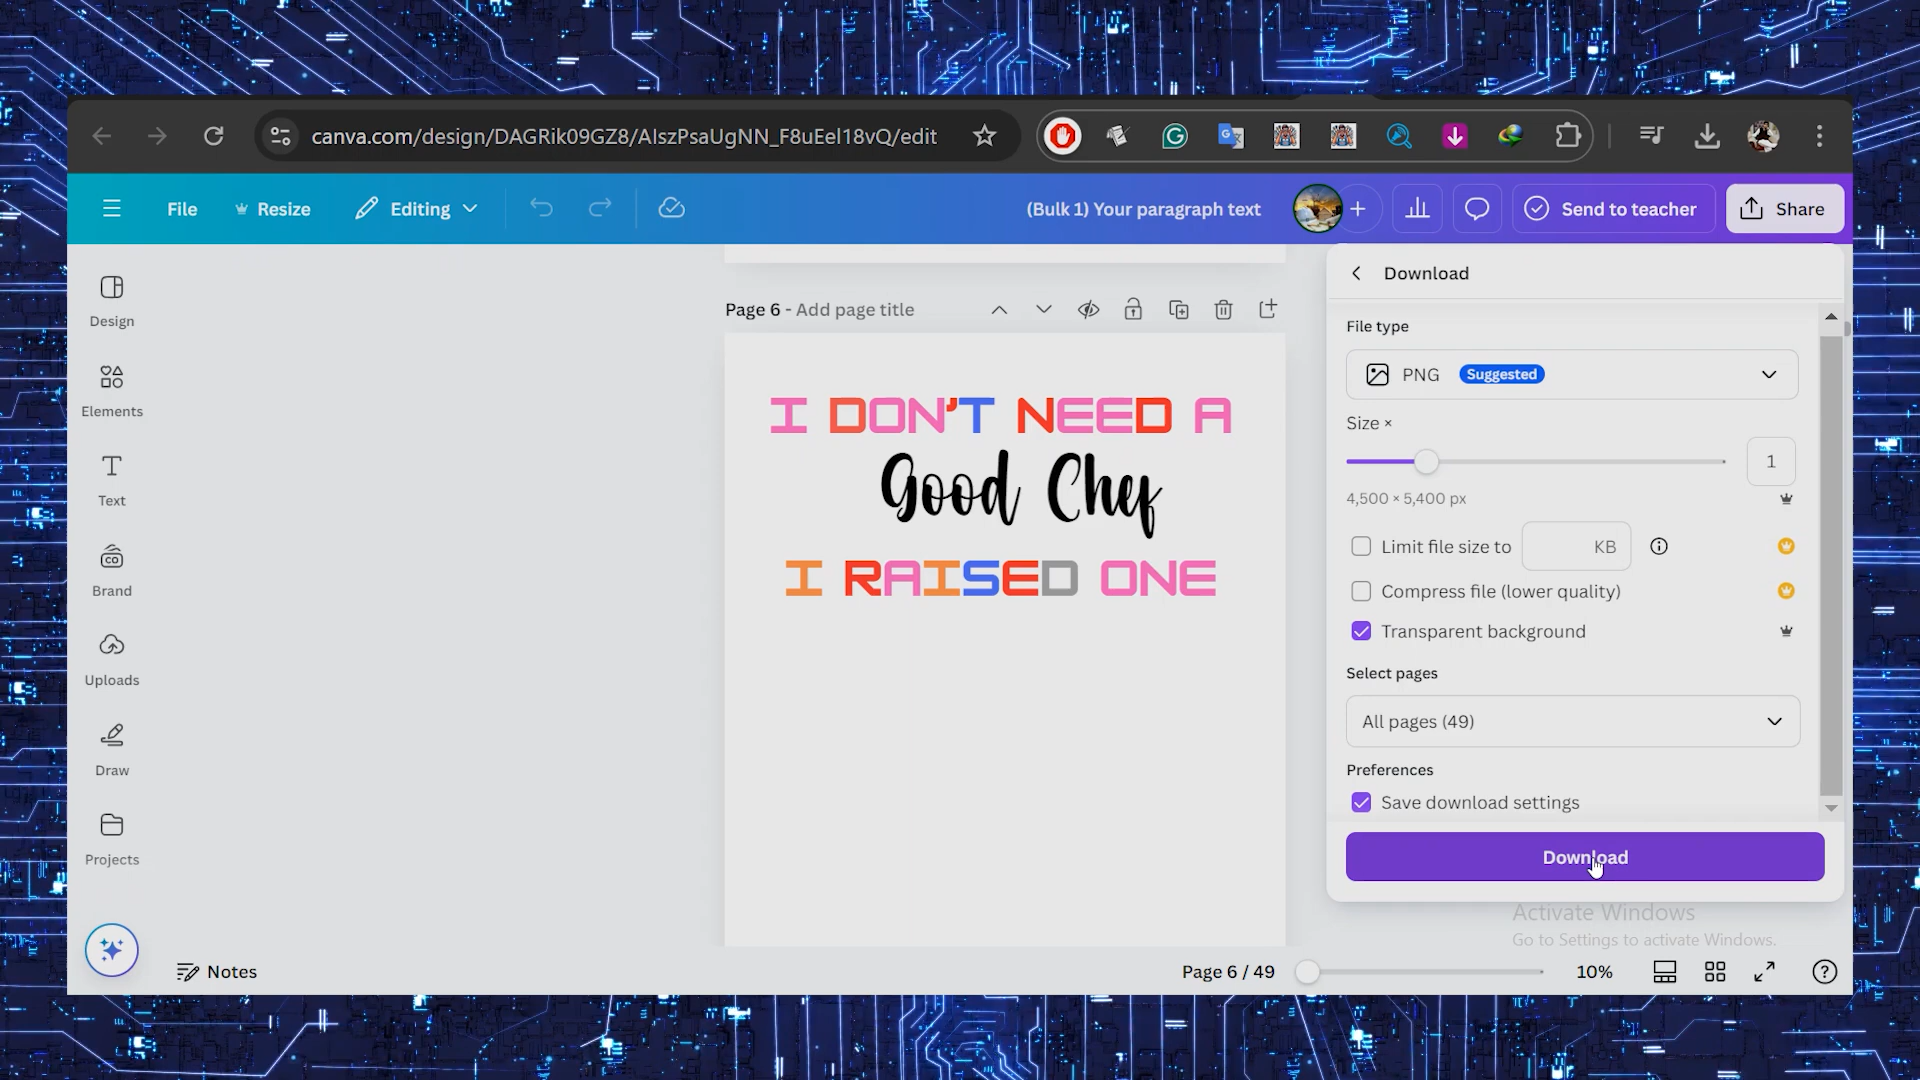 canva.com/design/DAGRik09GZ8/AIszPsaUgNN_F8uEel18vQ/edit
File
Resize
Editing
(Bulk 1) Your paragraph text
Send to teacher
Share
Design
Elements
Text
Brand
Uploads
Draw
Projects
Page 6 - Add page title
I DON'T NEED A
Good Chef
I RAISED ONE
Download
File type
PNG Suggested
Size ×
1
4,500 × 5,400 px
Limit file size to KB
Compress file (lower quality)
Transparent background
Select pages
All pages (49)
Preferences
Save download settings
Download
Activate Windows
Go to Settings to activate Windows.
Notes
Page 6 / 49
10%